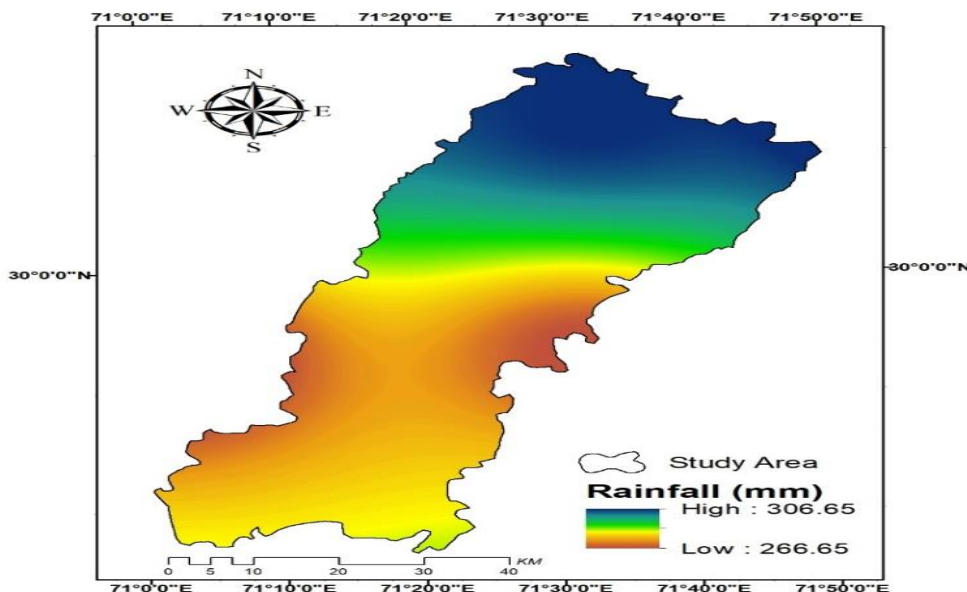 71°0'0"E 71°10'0"E 71°20'0"E 71°30'0"E 71°40'0"E 71°50'0"E
N
W E
S
30°0'0"N 30°0'0"N
Study Area
Rainfall (mm)
High : 306.65
Low : 266.65
KM
0 5 10 20 30 40
71°0'0"E 71°10'0"E 71°20'0"E 71°30'0"E 71°40'0"E 71°50'0"E